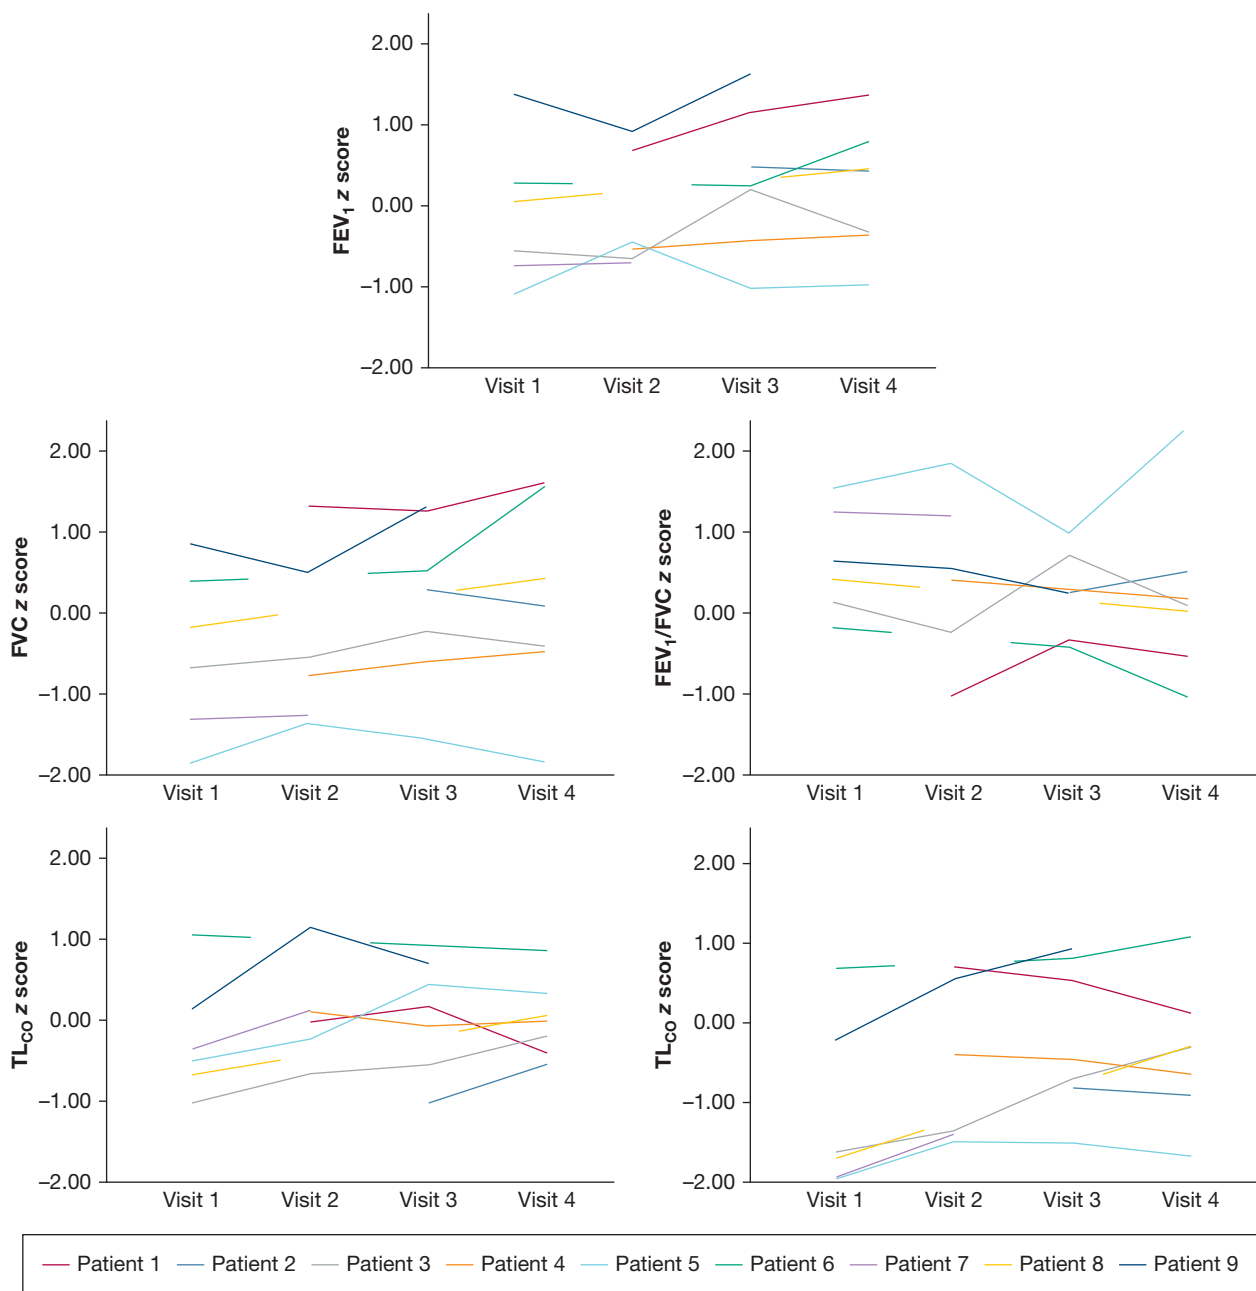 FEV1 z score
2.00
1.00
0.00
–1.00
–2.00
Visit 1 Visit 2 Visit 3 Visit 4
FVC z score
2.00
1.00
0.00
–1.00
–2.00
Visit 1 Visit 2 Visit 3 Visit 4
FEV1/FVC z score
2.00
1.00
0.00
–1.00
–2.00
Visit 1 Visit 2 Visit 3 Visit 4
TLCO z score
2.00
1.00
0.00
–1.00
–2.00
Visit 1 Visit 2 Visit 3 Visit 4
TLCO z score
2.00
1.00
0.00
–1.00
–2.00
Visit 1 Visit 2 Visit 3 Visit 4
Patient 1 Patient 2 Patient 3 Patient 4 Patient 5 Patient 6 Patient 7 Patient 8 Patient 9